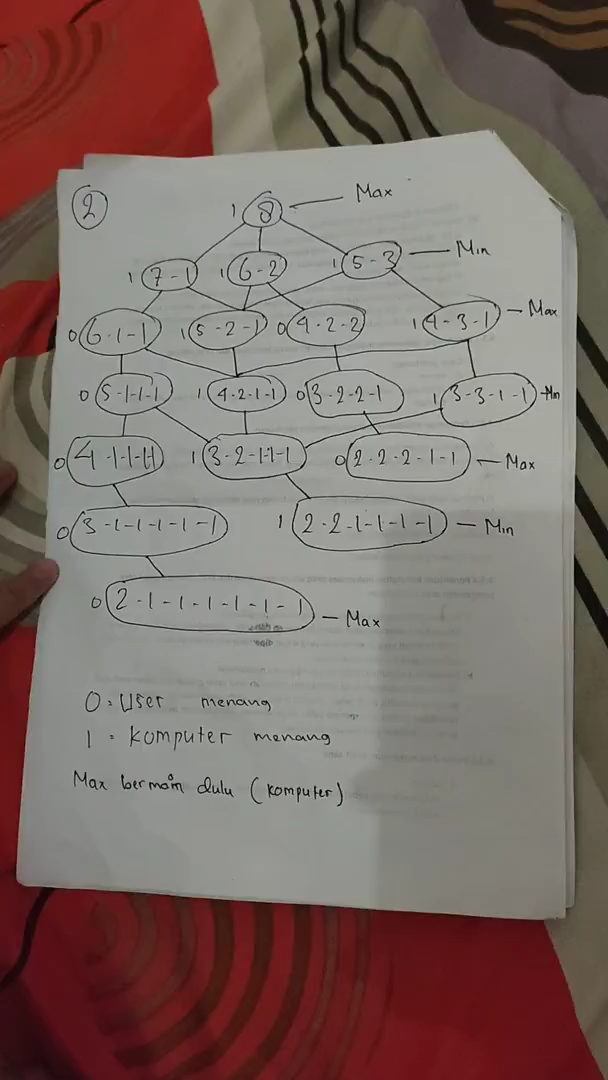 2
1 8 Max
1 7-1 1 6-2 1 5-3 Min
0 6-1-1 1 5-2-1 0 4-2-2 1 4-3-1 Max
0 5-1-1-1 1 4-2-1-1 0 3-2-2-1 1 3-3-1-1 Min
0 4-1-1-1-1 1 3-2-1-1-1 0 2-2-2-1-1 Max
0 3-1-1-1-1-1 1 2-2-1-1-1-1 Min
0 2-1-1-1-1-1-1 Max
0 = User menang
1 = Komputer menang
Max bermain dulu (Komputer)